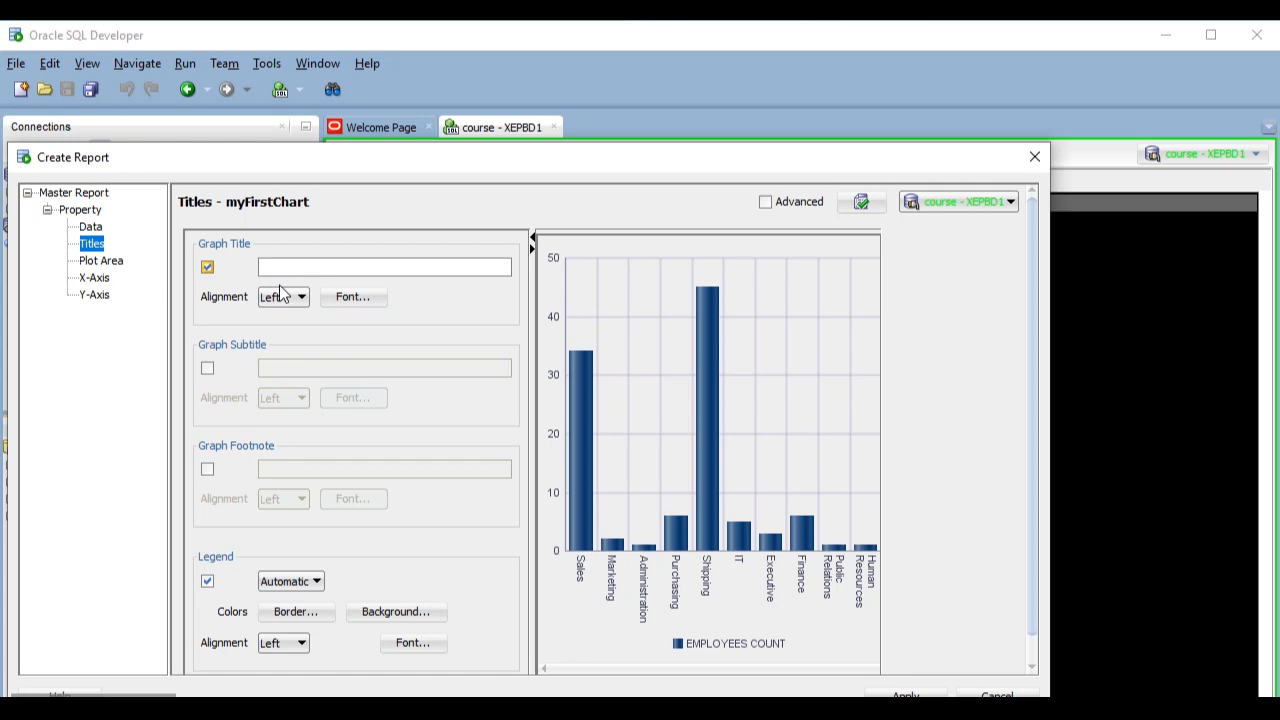 Oracle SQL Developer
File Edit View Navigate Run Team Tools Window Help
Connections
Welcome Page
course - XEPBD1
Create Report
course - XEPBD1
Master Report
Property
Data
Titles
Plot Area
X-Axis
Y-Axis
Titles - myFirstChart
Advanced
course - XEPBD1
Graph Title
Alignment Left Font...
Graph Subtitle
Alignment Left Font...
Graph Footnote
Alignment Left Font...
Legend
Automatic
Colors Border... Background...
Alignment Left Font...
50
40
30
20
10
0
Sales
Marketing
Administration
Purchasing
Shipping
IT
Executive
Finance
Public
Relations
Human
Resources
EMPLOYEES COUNT
Help
Apply
Cancel